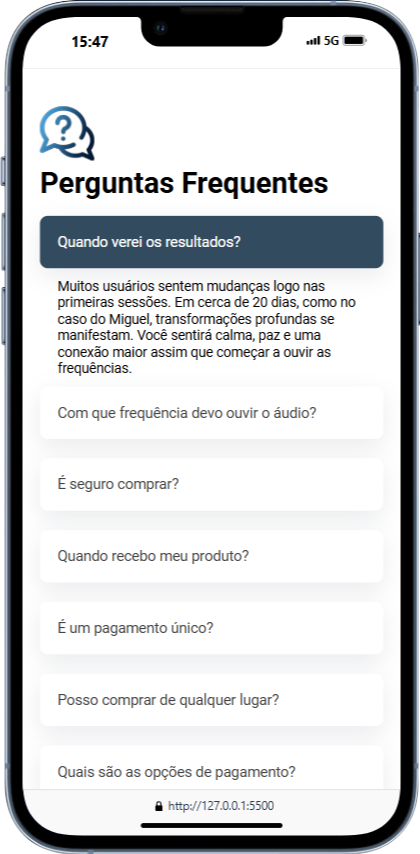 15:47
5G
?
Perguntas Frequentes
Quando verei os resultados?
Muitos usuários sentem mudanças logo nas
primeiras sessões. Em cerca de 20 dias, como no
caso do Miguel, transformações profundas se
manifestam. Você sentirá calma, paz e uma
conexão maior assim que começar a ouvir as
frequências.
Com que frequência devo ouvir o áudio?
É seguro comprar?
Quando recebo meu produto?
É um pagamento único?
Posso comprar de qualquer lugar?
Quais são as opções de pagamento?
http://127.0.0.1:5500